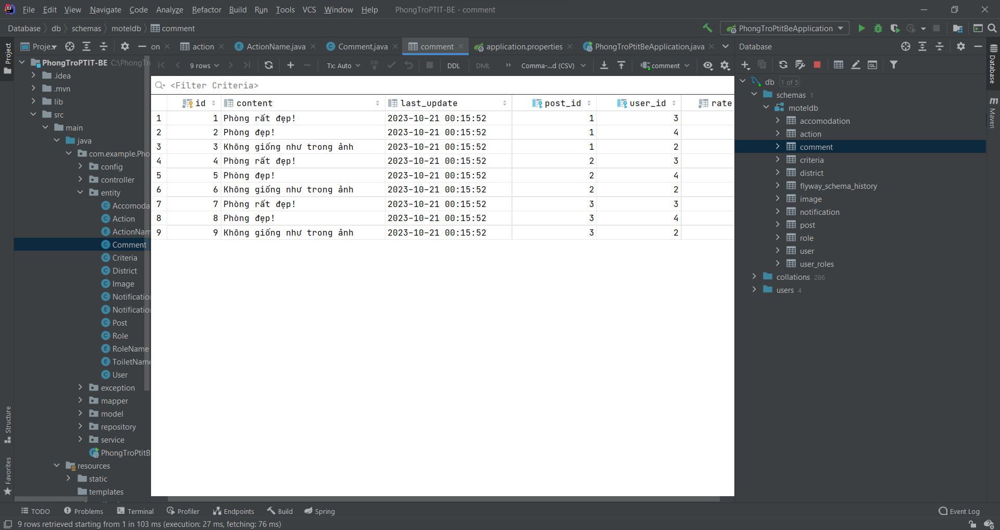 File Edit View Navigate Code Analyze Refactor Build Run Tools VCS Window Help PhongTroPTIT-BE - comment
Database db schemas moteldb comment PhongTroPtitBeApplication
Project
Proje.. on action ActionName.java Comment.java comment application.properties PhongTroPtitBeApplication.java
Database
PhongTroPTIT-BE C:\PhongTr
.idea
.mvn
lib
src
main
java
com.example.Pho
config
controller
entity
Accomoda
Action
ActionNam
Comment
Criteria
District
Image
Notificatio
Notificatio
Post
Role
RoleName
ToiletName
User
exception
mapper
model
repository
service
PhongTroPtitB
resources
static
templates
Structure
Favorites
9 rows Tx: Auto DB DDL DML Comma-...d (CSV) comment
<Filter Criteria>
id content last_update post_id user_id rate
1 1 Phòng rất đẹp! 2023-10-21 00:15:52 1 3
2 2 Phòng đẹp! 2023-10-21 00:15:52 1 4
3 3 Không giống như trong ảnh 2023-10-21 00:15:52 1 2
4 4 Phòng rất đẹp! 2023-10-21 00:15:52 2 3
5 5 Phòng đẹp! 2023-10-21 00:15:52 2 4
6 6 Không giống như trong ảnh 2023-10-21 00:15:52 2 2
7 7 Phòng rất đẹp! 2023-10-21 00:15:52 3 3
8 8 Phòng đẹp! 2023-10-21 00:15:52 3 4
9 9 Không giống như trong ảnh 2023-10-21 00:15:52 3 2
QL
db 1 of 5
schemas 1
moteldb
accomodation
action
comment
criteria
district
flyway_schema_history
image
notification
post
role
user
user_roles
collations 286
users 4
Database
m Maven
TODO Problems Terminal Profiler Endpoints Build Spring Event Log
9 rows retrieved starting from 1 in 103 ms (execution: 27 ms, fetching: 76 ms)